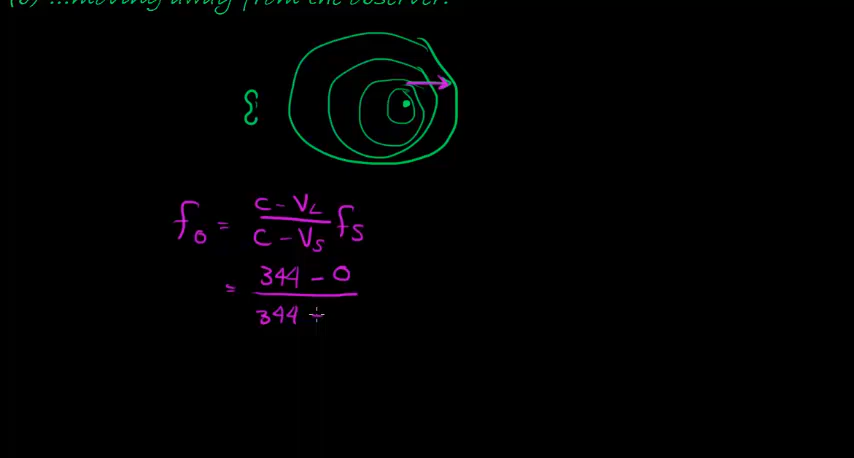 (b) ...moving away from the observer.
f_o = (c - v_L)/(c - v_s) f_s
= (344 - 0)/(344 -